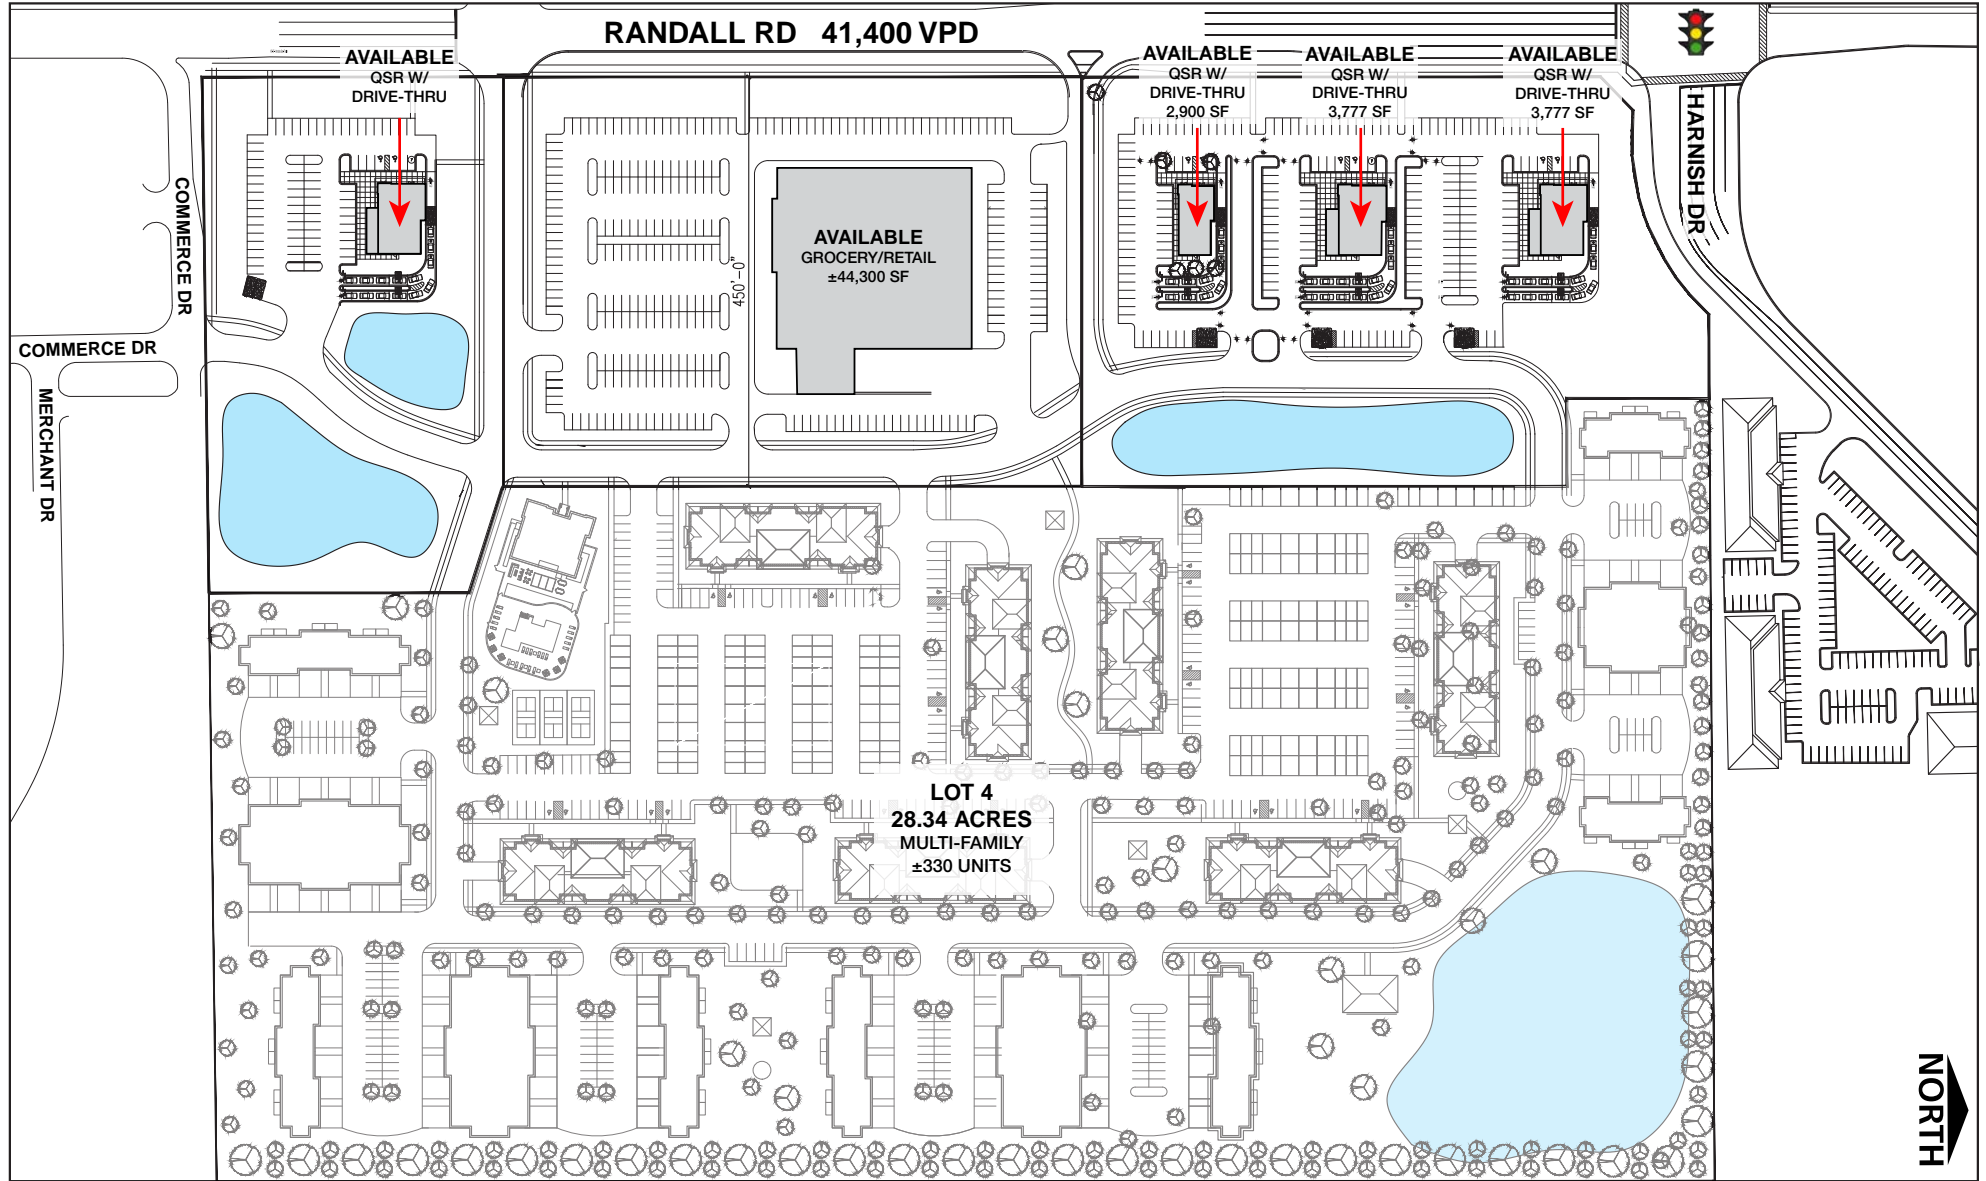 RANDALL RD 41,400 VPD
AVAILABLE
QSR W/
DRIVE-THRU
AVAILABLE
QSR W/
DRIVE-THRU
2,900 SF
AVAILABLE
QSR W/
DRIVE-THRU
3,777 SF
AVAILABLE
QSR W/
DRIVE-THRU
3,777 SF
HARNISH DR
COMMERCE DR
AVAILABLE
GROCERY/RETAIL
±44,300 SF
450'-0"
COMMERCE DR
MERCHANT DR
LOT 4
28.34 ACRES
MULTI-FAMILY
±330 UNITS
NORTH